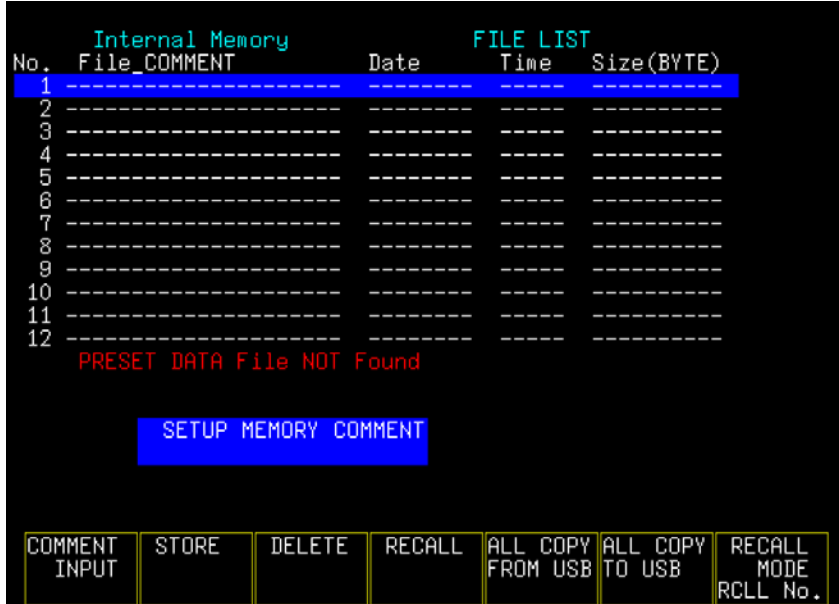 Internal Memory FILE LIST
No. File_COMMENT Date Time Size(BYTE)
1 --------------------- -------- ----- ----------
2 --------------------- -------- ----- ----------
3 --------------------- -------- ----- ----------
4 --------------------- -------- ----- ----------
5 --------------------- -------- ----- ----------
6 --------------------- -------- ----- ----------
7 --------------------- -------- ----- ----------
8 --------------------- -------- ----- ----------
9 --------------------- -------- ----- ----------
10 --------------------- -------- ----- ----------
11 --------------------- -------- ----- ----------
12 --------------------- -------- ----- ----------
PRESET DATA File NOT Found
SETUP MEMORY COMMENT
COMMENT INPUT
STORE
DELETE
RECALL
ALL COPY FROM USB
ALL COPY TO USB
RECALL MODE RCLL No.